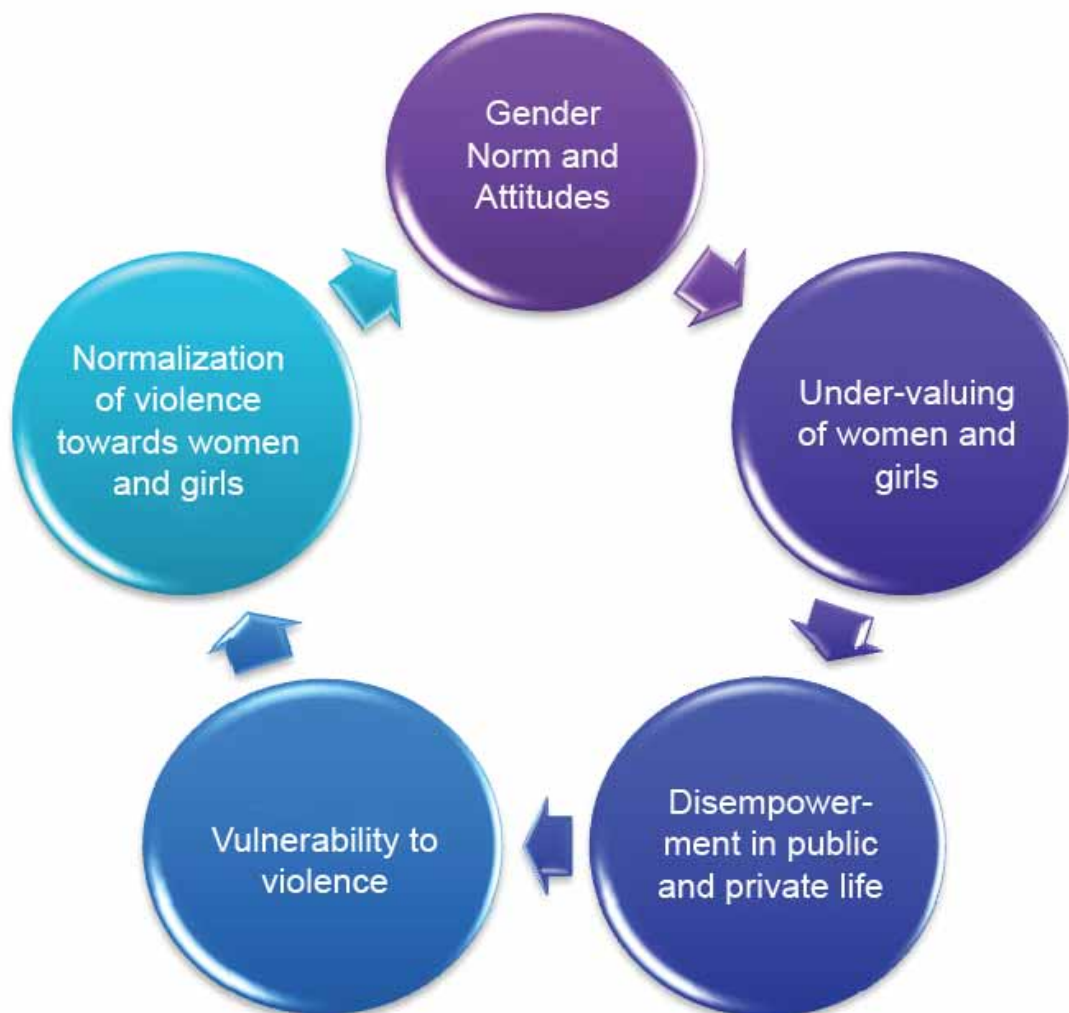 Gender
Norm and
Attitudes
Under-valuing
of women and
girls
Disempower-
ment in public
and private life
Vulnerability to
violence
Normalization
of violence
towards women
and girls